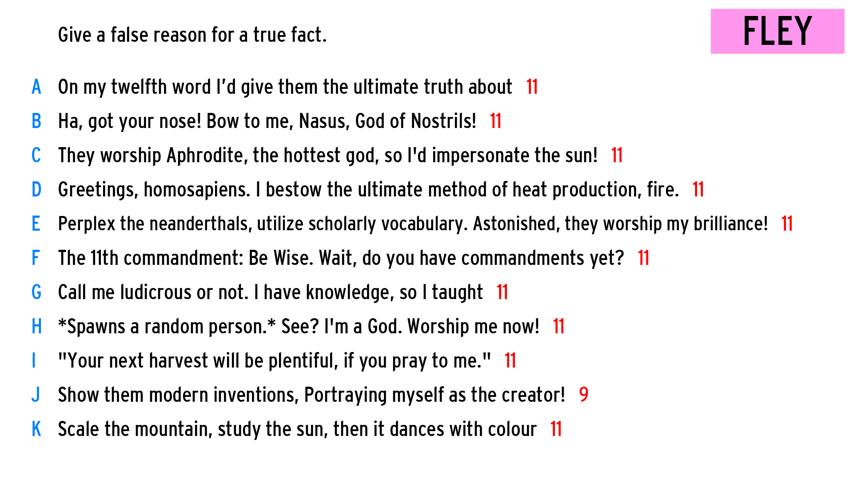 Give a false reason for a true fact.
FLEY
A On my twelfth word I'd give them the ultimate truth about 11
B Ha, got your nose! Bow to me, Nasus, God of Nostrils! 11
C They worship Aphrodite, the hottest god, so I'd impersonate the sun! 11
D Greetings, homosapiens. I bestow the ultimate method of heat production, fire. 11
E Perplex the neanderthals, utilize scholarly vocabulary. Astonished, they worship my brilliance! 11
F The 11th commandment: Be Wise. Wait, do you have commandments yet? 11
G Call me ludicrous or not. I have knowledge, so I taught 11
H *Spawns a random person.* See? I'm a God. Worship me now! 11
I "Your next harvest will be plentiful, if you pray to me." 11
J Show them modern inventions, Portraying myself as the creator! 9
K Scale the mountain, study the sun, then it dances with colour 11